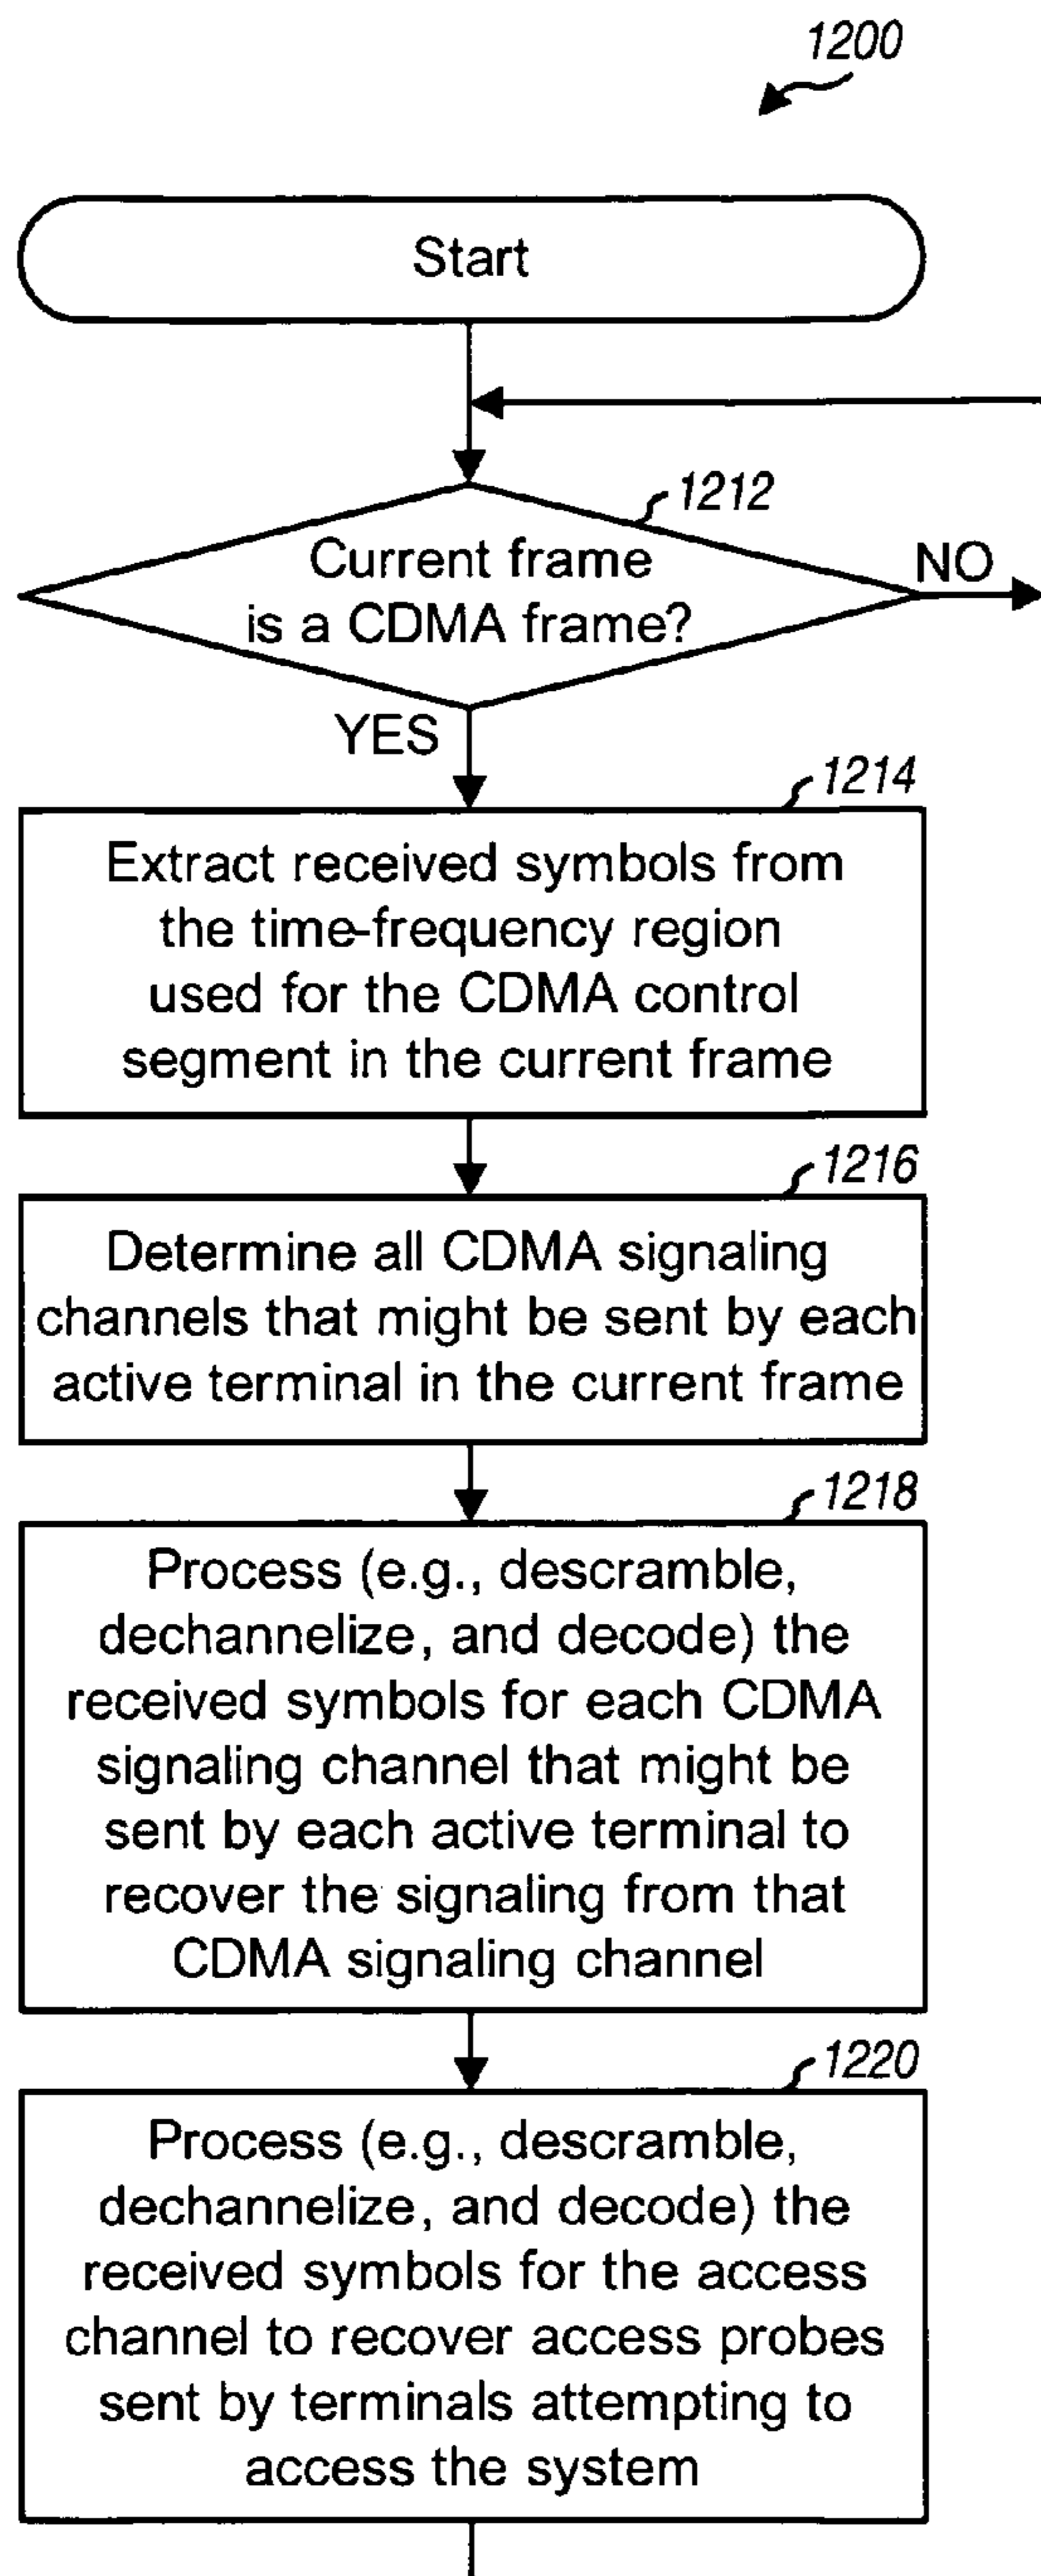 1200
Start
1212
Current frame
is a CDMA frame?
NO
YES
1214
Extract received symbols from
the time-frequency region
used for the CDMA control
segment in the current frame
1216
Determine all CDMA signaling
channels that might be sent by each
active terminal in the current frame
1218
Process (e.g., descramble,
dechannelize, and decode) the
received symbols for each CDMA
signaling channel that might be
sent by each active terminal to
recover the signaling from that
CDMA signaling channel
1220
Process (e.g., descramble,
dechannelize, and decode) the
received symbols for the access
channel to recover access probes
sent by terminals attempting to
access the system